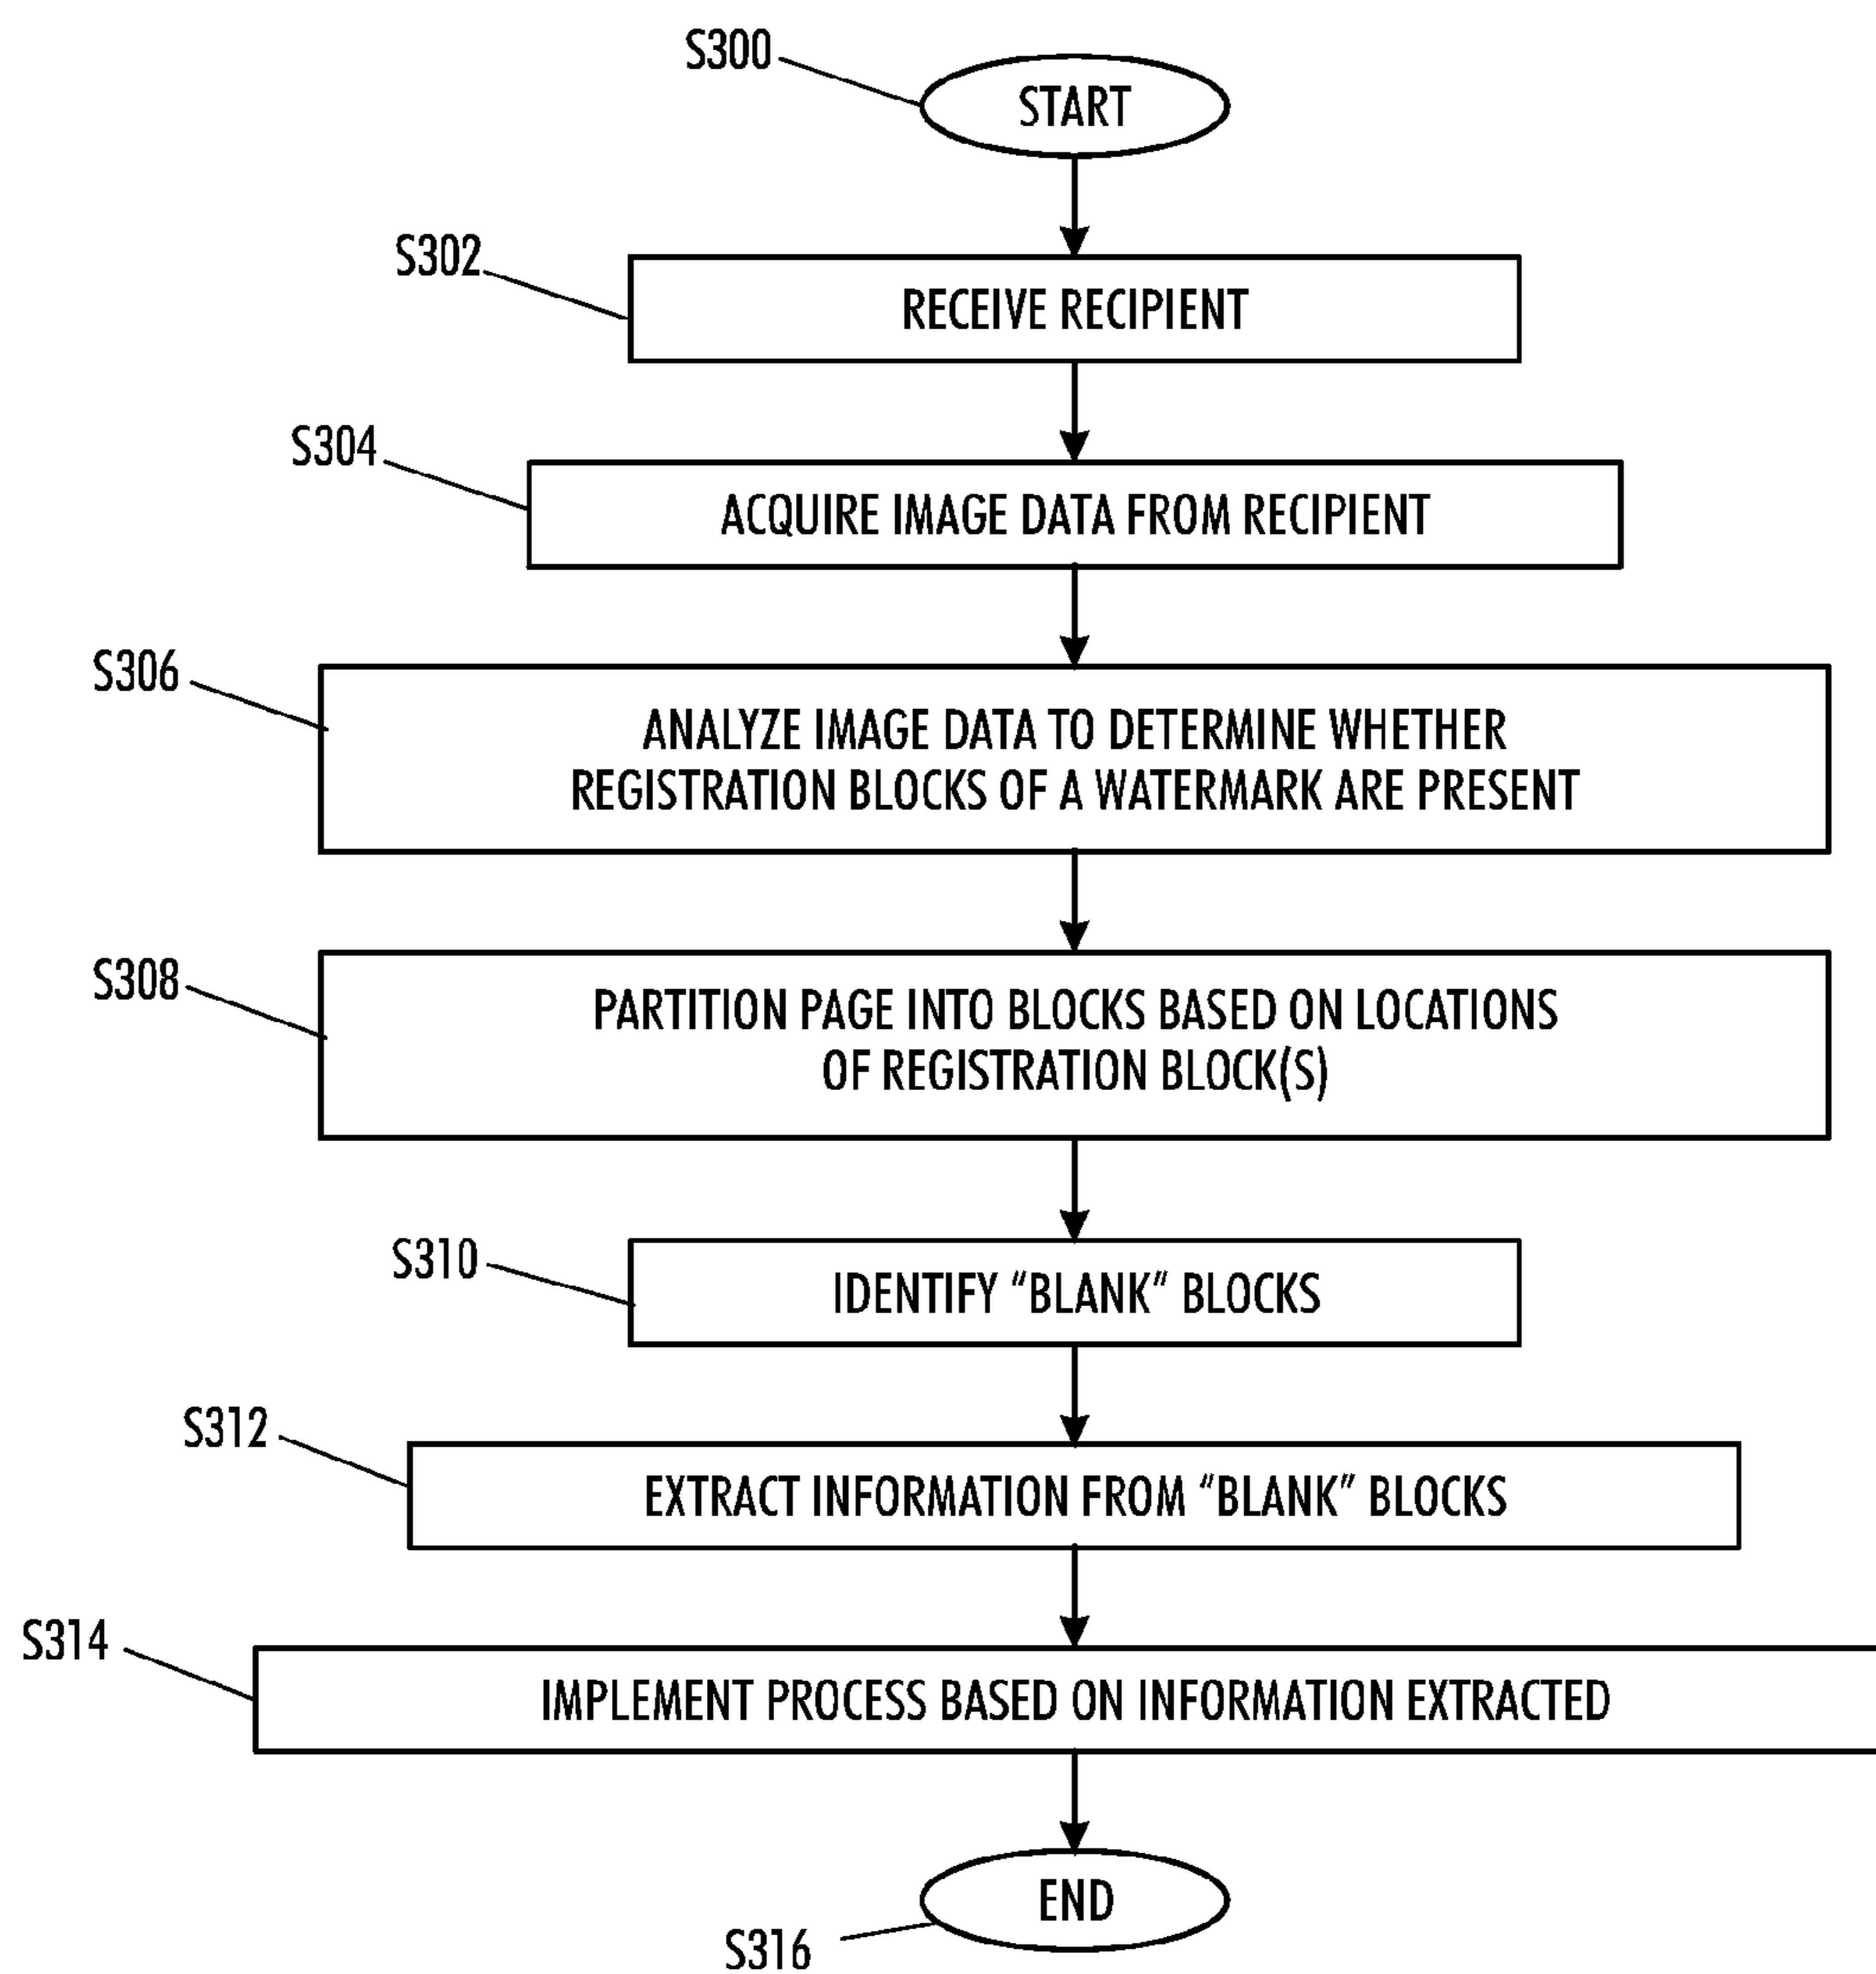 S300
START
S302
RECEIVE RECIPIENT
S304
ACQUIRE IMAGE DATA FROM RECIPIENT
S306
ANALYZE IMAGE DATA TO DETERMINE WHETHER
REGISTRATION BLOCKS OF A WATERMARK ARE PRESENT
S308
PARTITION PAGE INTO BLOCKS BASED ON LOCATIONS
OF REGISTRATION BLOCK(S)
S310
IDENTIFY "BLANK" BLOCKS
S312
EXTRACT INFORMATION FROM "BLANK" BLOCKS
S314
IMPLEMENT PROCESS BASED ON INFORMATION EXTRACTED
END
S316